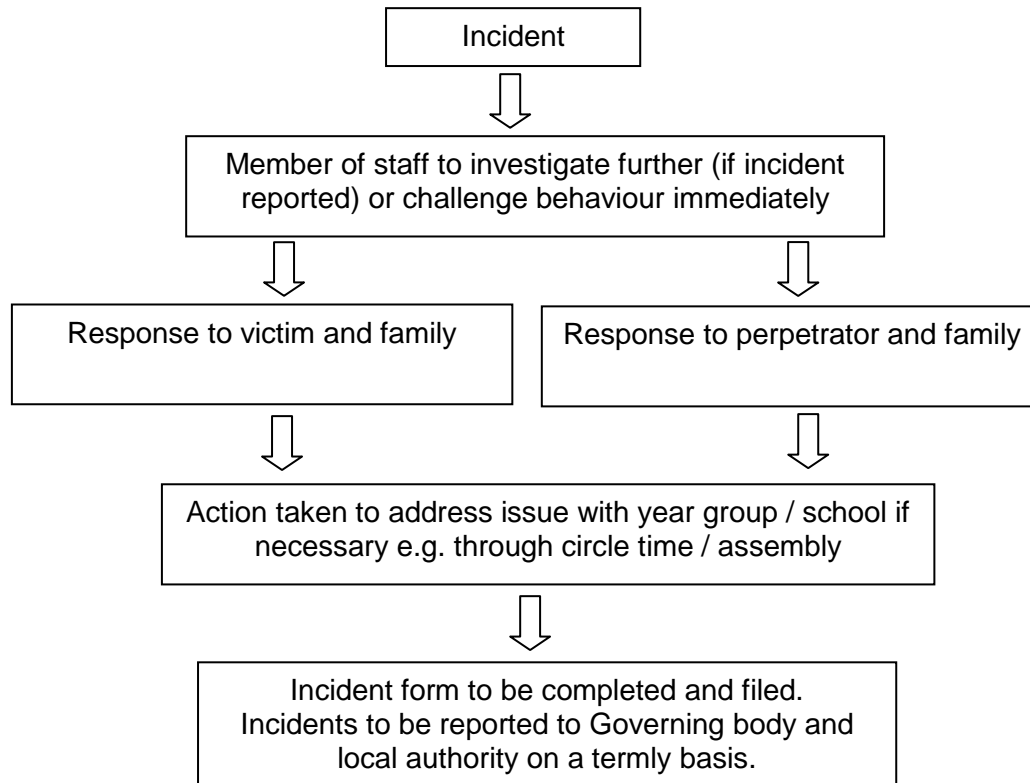 Incident
Member of staff to investigate further (if incident
reported) or challenge behaviour immediately
Response to victim and family
Response to perpetrator and family
Action taken to address issue with year group / school if
necessary e.g. through circle time / assembly
Incident form to be completed and filed.
Incidents to be reported to Governing body and
local authority on a termly basis.